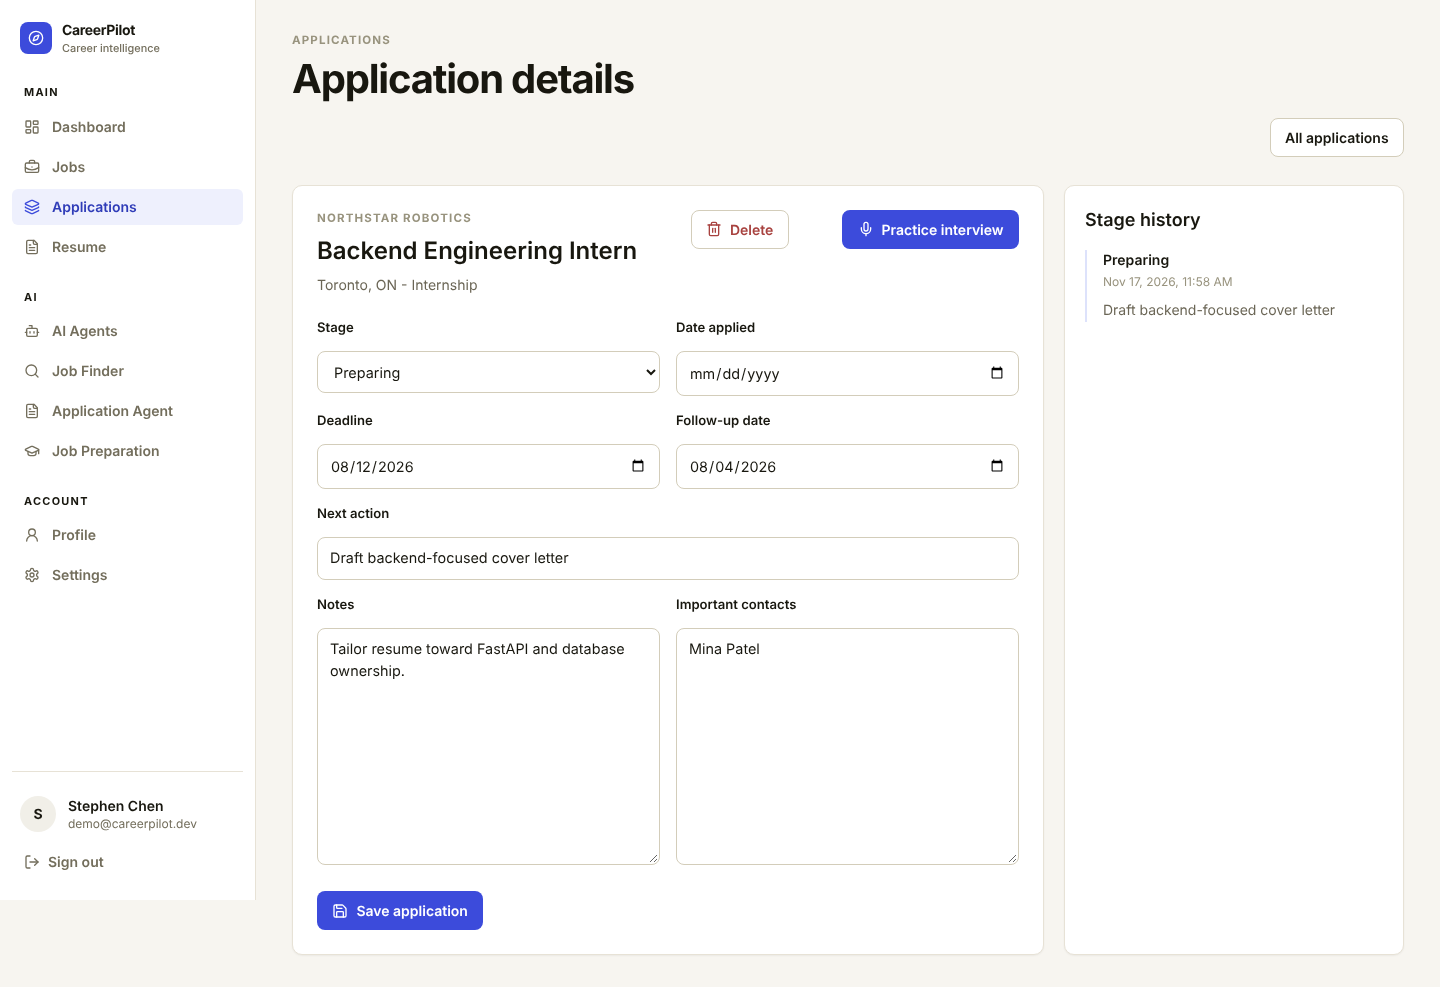 CareerPilot
Career intelligence
MAIN
Dashboard
Jobs
Applications
Resume
AI
AI Agents
Job Finder
Application Agent
Job Preparation
ACCOUNT
Profile
Settings
S
Stephen Chen
demo@careerpilot.dev
Sign out
APPLICATIONS
Application details
All applications
NORTHSTAR ROBOTICS
Backend Engineering Intern
Toronto, ON - Internship
Delete
Practice interview
Stage
Preparing
Date applied
mm/dd/yyyy
Deadline
08/12/2026
Follow-up date
08/04/2026
Next action
Draft backend-focused cover letter
Notes
Tailor resume toward FastAPI and database
ownership.
Important contacts
Mina Patel
Save application
Stage history
Preparing
Nov 17, 2026, 11:58 AM
Draft backend-focused cover letter